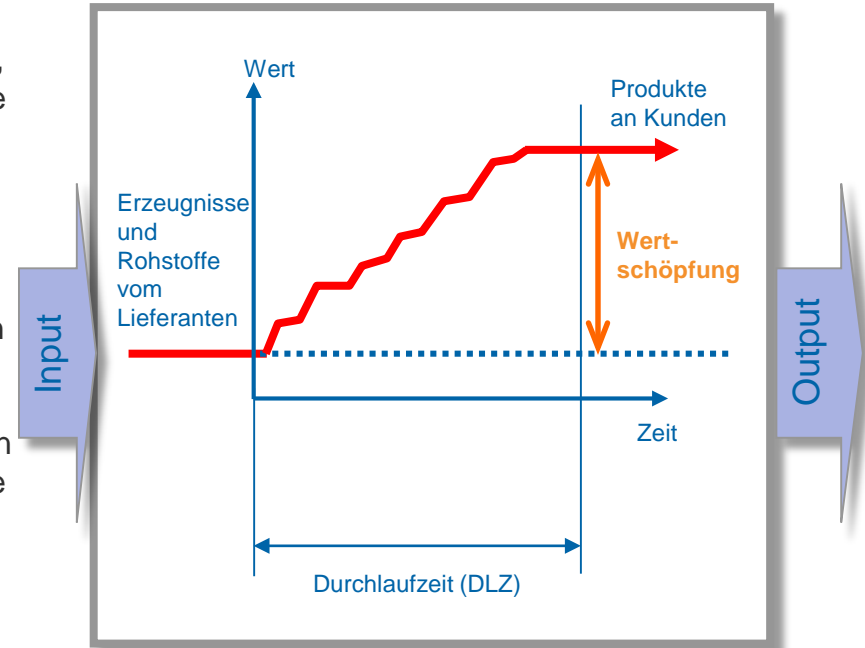 Wert
Produkte
an Kunden
Erzeugnisse
und
Rohstoffe
vom
Lieferanten
Wert-
schöpfung
Input
Output
Zeit
Durchlaufzeit (DLZ)